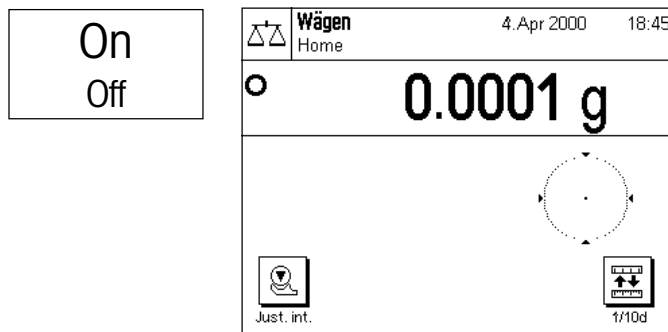 On
Off
Wägen 4.Apr 2000 18:45
Home
0.0001 g
Just. int. 1/10d